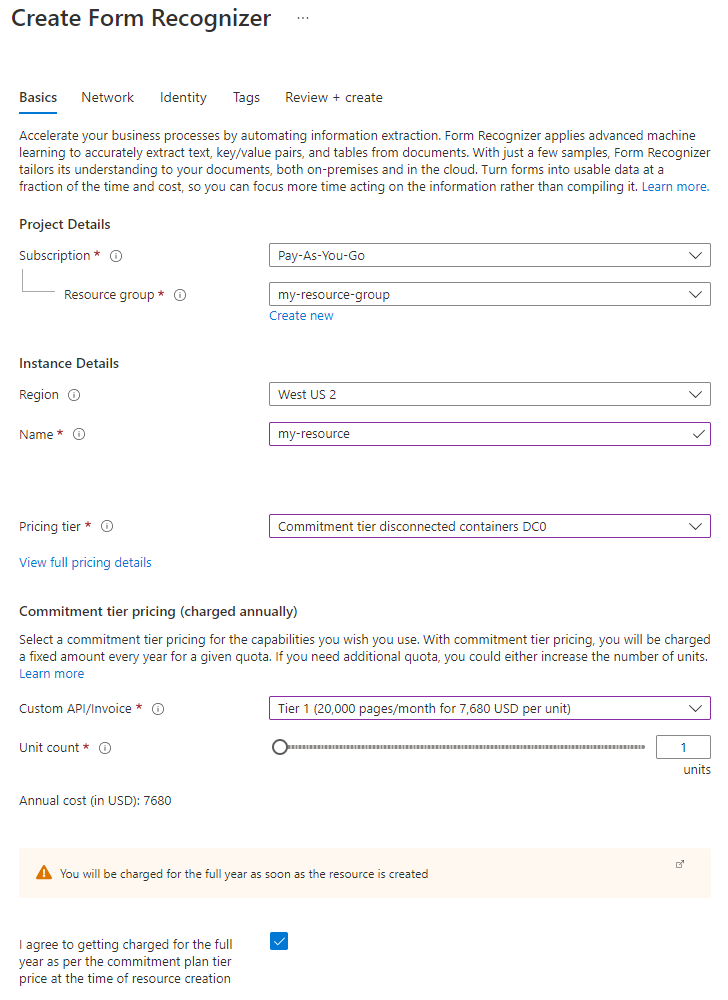 Create Form Recognizer ...
Basics Network Identity Tags Review + create
Accelerate your business processes by automating information extraction. Form Recognizer applies advanced machine
learning to accurately extract text, key/value pairs, and tables from documents. With just a few samples, Form Recognizer
tailors its understanding to your documents, both on-premises and in the cloud. Turn forms into usable data at a
fraction of the time and cost, so you can focus more time acting on the information rather than compiling it. Learn more.
Project Details
Subscription * Pay-As-You-Go
Resource group * my-resource-group
Create new
Instance Details
Region West US 2
Name * my-resource
Pricing tier * Commitment tier disconnected containers DC0
View full pricing details
Commitment tier pricing (charged annually)
Select a commitment tier pricing for the capabilities you wish you use. With commitment tier pricing, you will be charged
a fixed amount every year for a given quota. If you need additional quota, you could either increase the number of units.
Learn more
Custom API/Invoice * Tier 1 (20,000 pages/month for 7,680 USD per unit)
Unit count * 1
units
Annual cost (in USD): 7680
You will be charged for the full year as soon as the resource is created
I agree to getting charged for the full
year as per the commitment plan tier
price at the time of resource creation